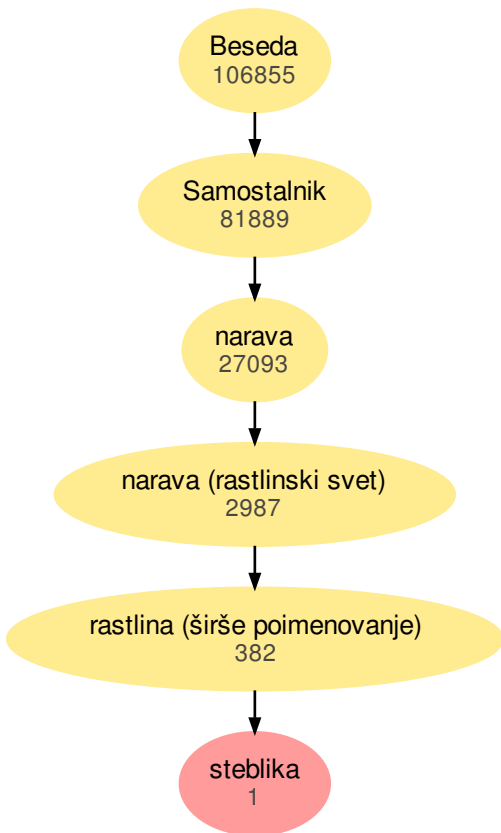 Beseda
106855
Samostalnik
81889
narava
27093
narava (rastlinski svet)
2987
rastlina (širše poimenovanje)
382
steblika
1